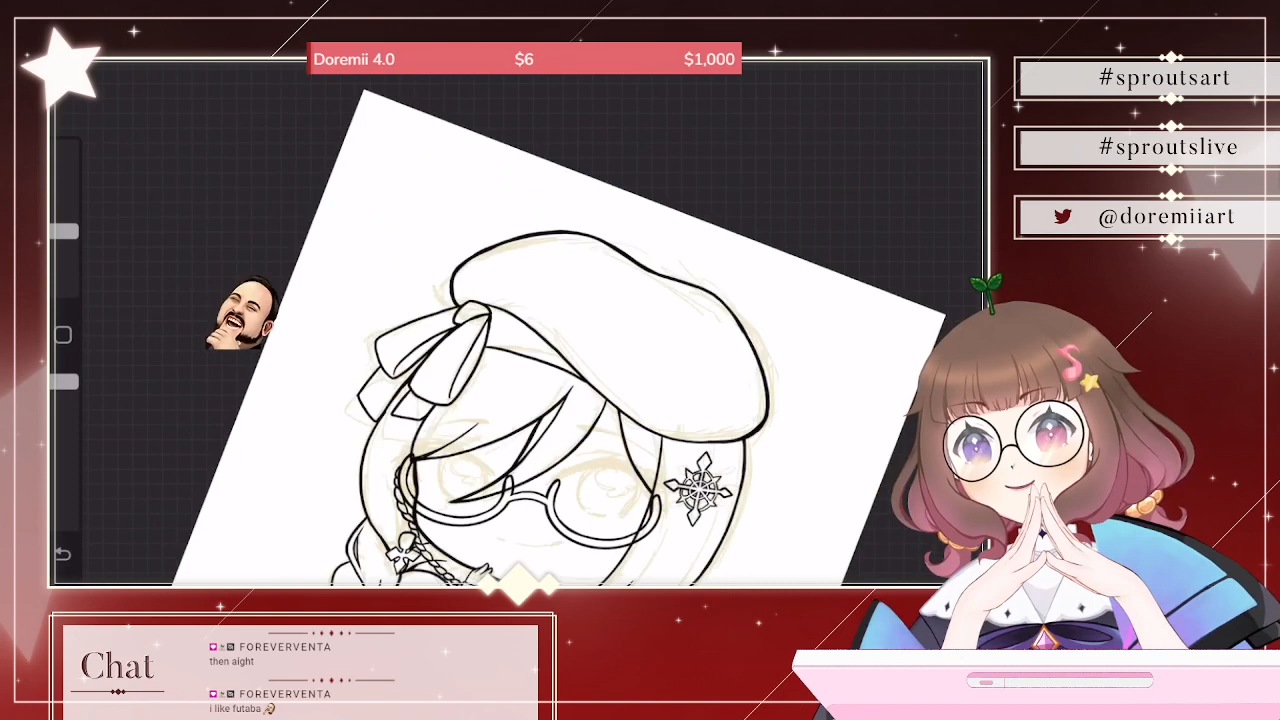 Doremii 4.0 $6 $1,000
#sproutsart
#sproutslive
@doremiiart
Chat
FOREVERVENTA
then aight
FOREVERVENTA
i like futaba